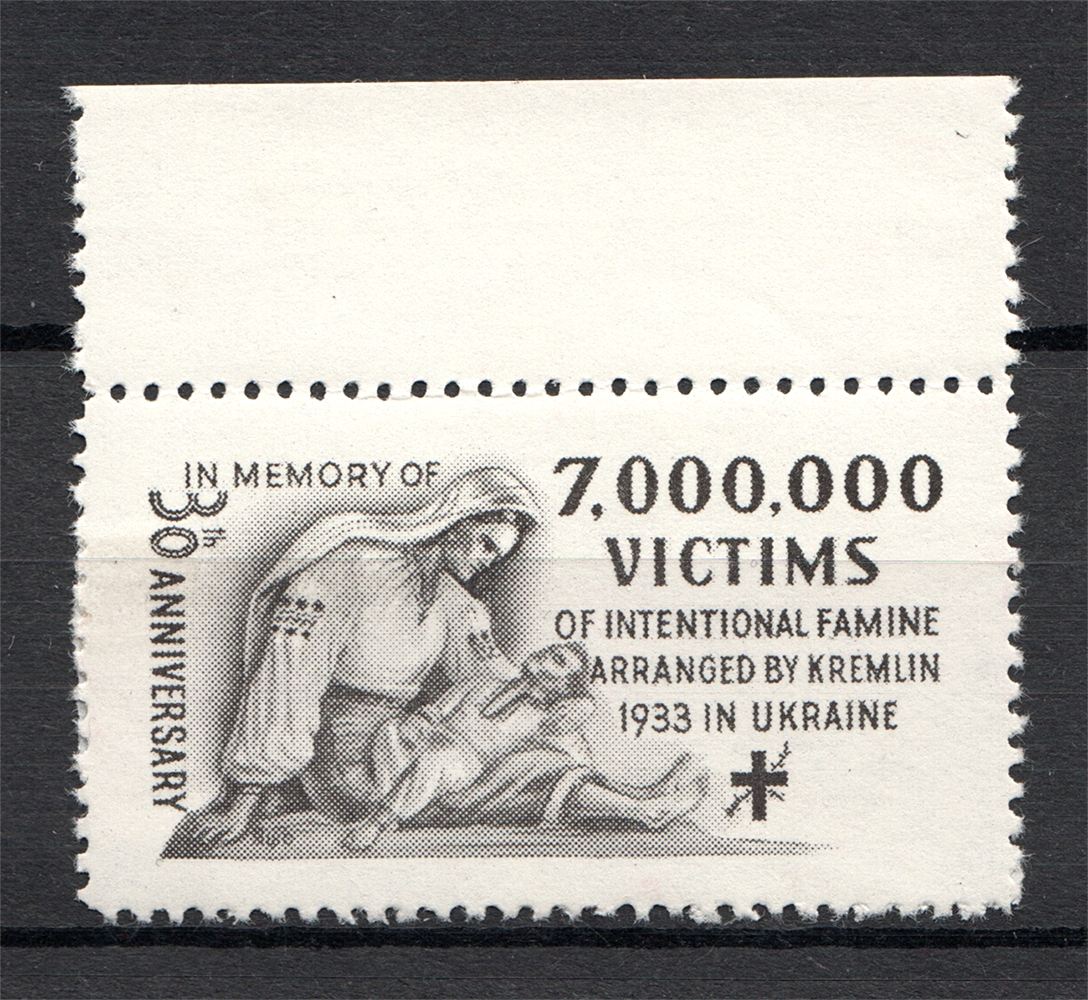 IN MEMORY OF
30th ANNIVERSARY
7,000,000
VICTIMS
OF INTENTIONAL FAMINE
ARRANGED BY KREMLIN
1933 IN UKRAINE